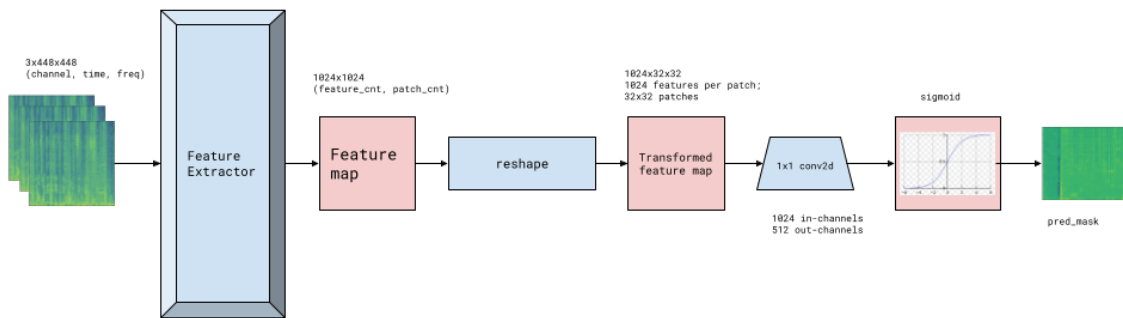 3x448x448
(channel, time, freq)
Feature
Extractor
1024x1024
(feature_cnt, patch_cnt)
Feature
map
reshape
1024x32x32
1024 features per patch;
32x32 patches
Transformed
feature map
1x1 conv2d
1024 in-channels
512 out-channels
sigmoid
pred_mask